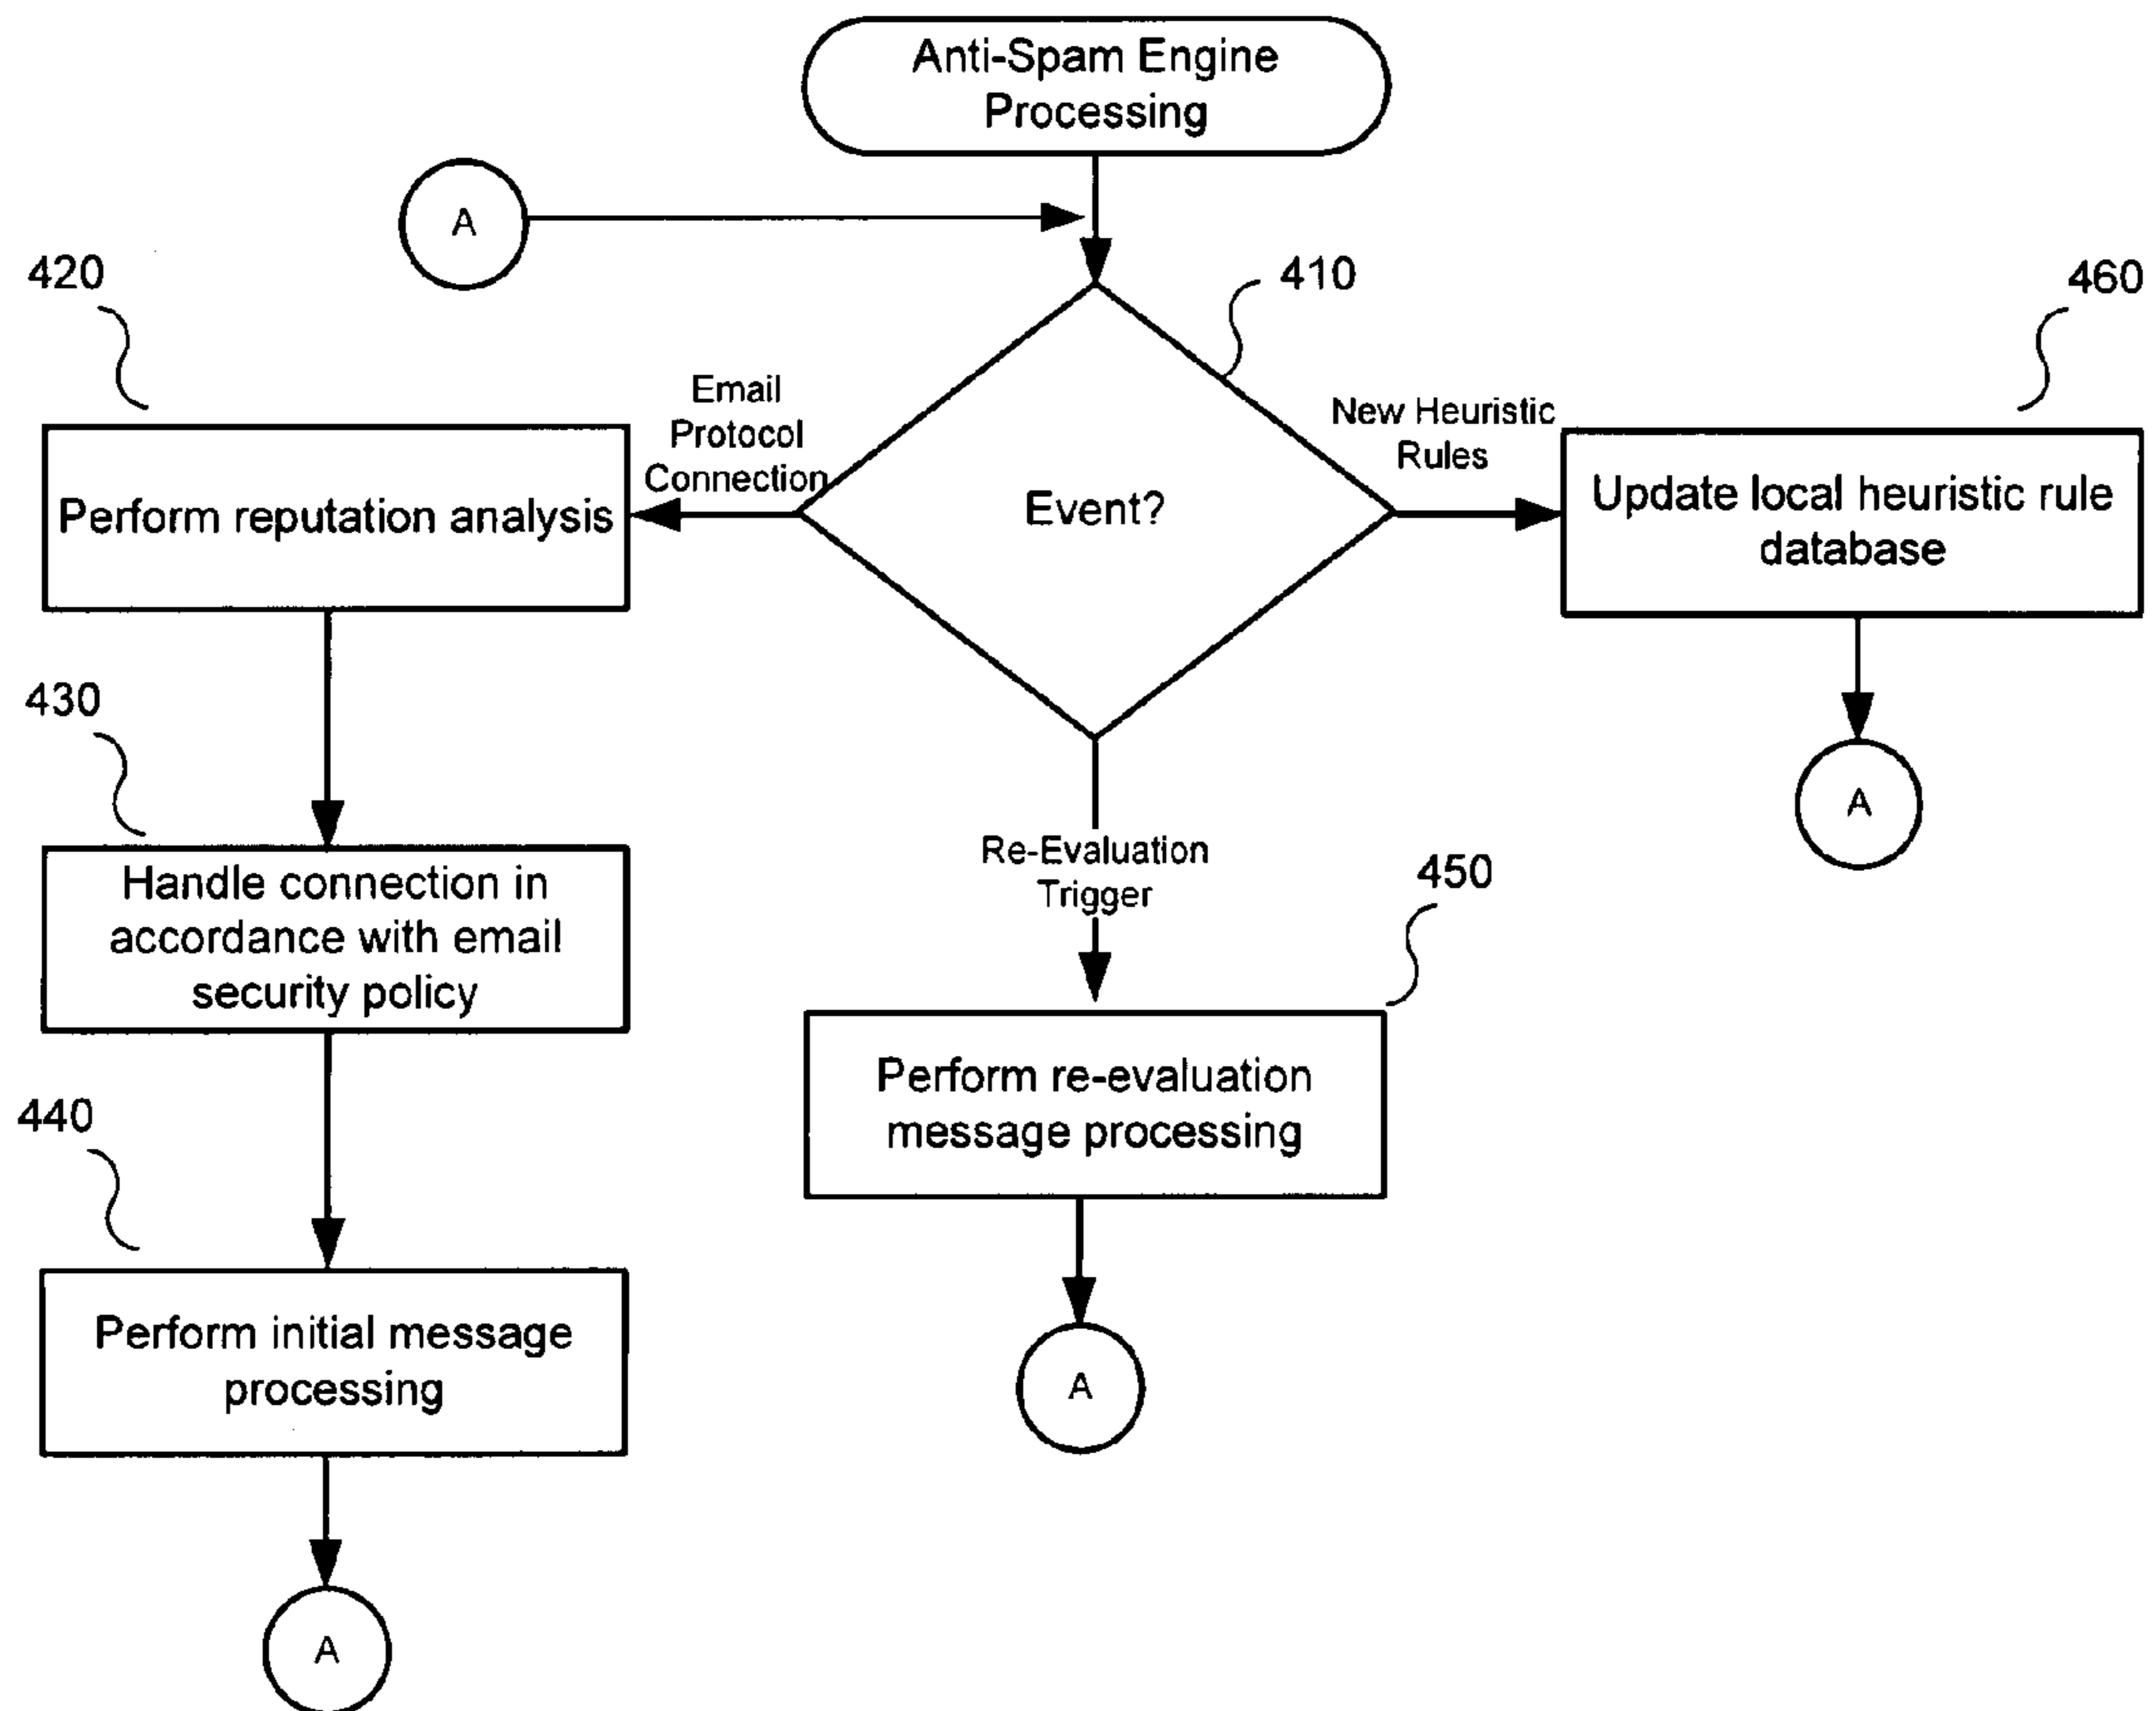 Anti-Spam Engine
Processing
A
420
410
460
Email
Protocol
Connection
New Heuristic
Rules
Perform reputation analysis
Event?
Update local heuristic rule
database
430
A
Handle connection in
accordance with email
security policy
Re-Evaluation
Trigger
450
440
Perform re-evaluation
message processing
Perform initial message
processing
A
A